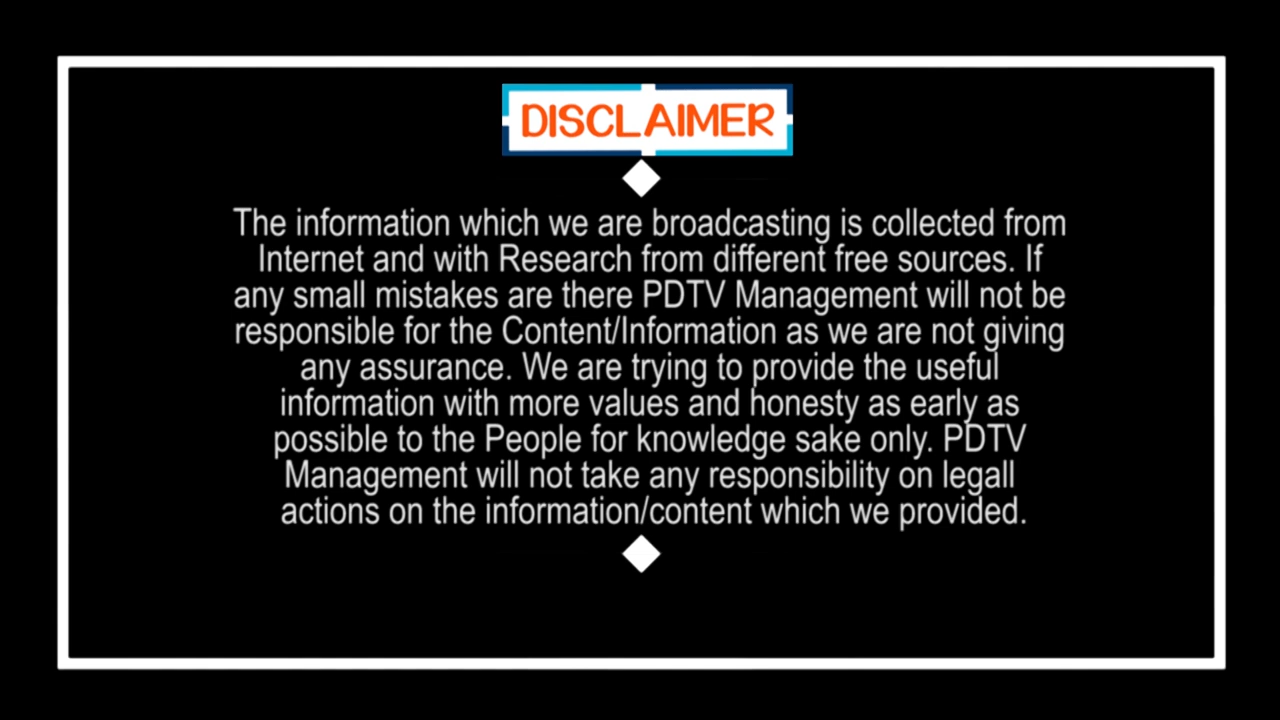 DISCLAIMER
The information which we are broadcasting is collected from
Internet and with Research from different free sources. If
any small mistakes are there PDTV Management will not be
responsible for the Content/Information as we are not giving
any assurance. We are trying to provide the useful
information with more values and honesty as early as
possible to the People for knowledge sake only. PDTV
Management will not take any responsibility on legall
actions on the information/content which we provided.